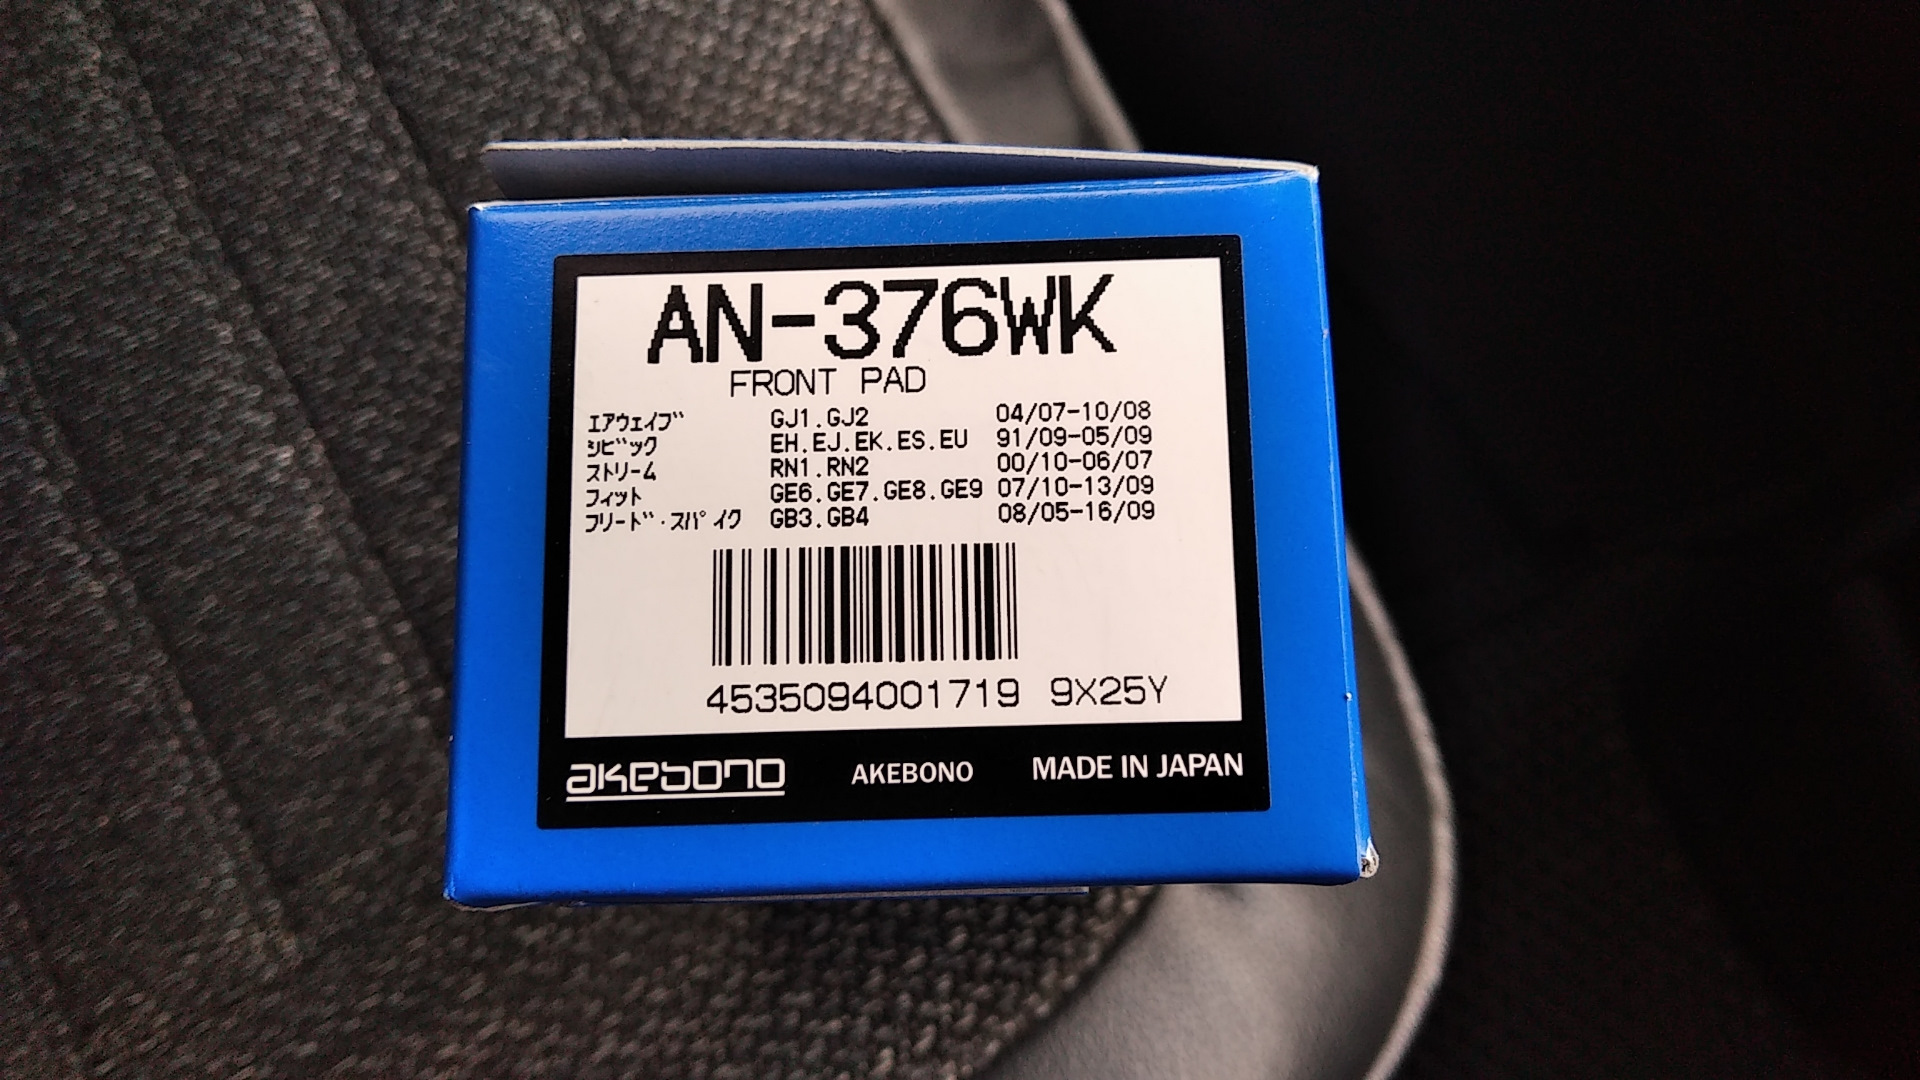 AN-376WK
FRONT PAD
エアウェイブ GJ1.GJ2 04/07-10/08
シビック EH.EJ.EK.ES.EU 91/09-05/09
ストリーム RN1.RN2 00/10-06/07
フィット GE6.GE7.GE8.GE9 07/10-13/09
フリード・スパイク GB3.GB4 08/05-16/09
4535094001719 9X25Y
akebono AKEBONO MADE IN JAPAN